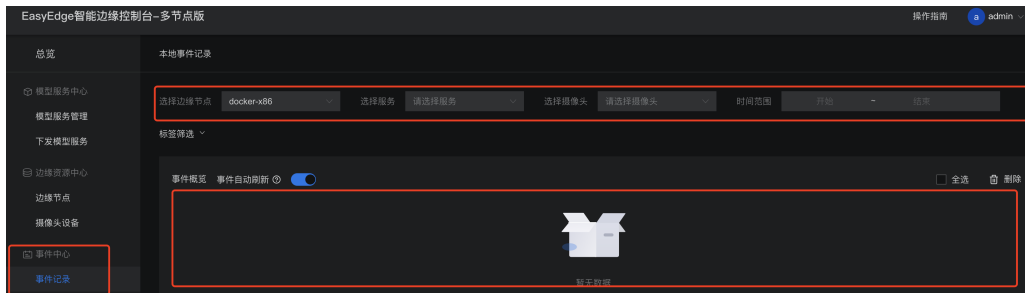 EasyEdge智能边缘控制台-多节点版
操作指南
a admin
总览
本地事件记录
模型服务中心
选择边缘节点 docker-x86 选择服务 请选择服务 选择摄像头 请选择摄像头 时间范围 开始 - 结束
模型服务管理
标签筛选
下发模型服务
边缘资源中心
事件概览 事件自动刷新 全选 删除
边缘节点
摄像头设备
事件中心
事件记录
暂无数据